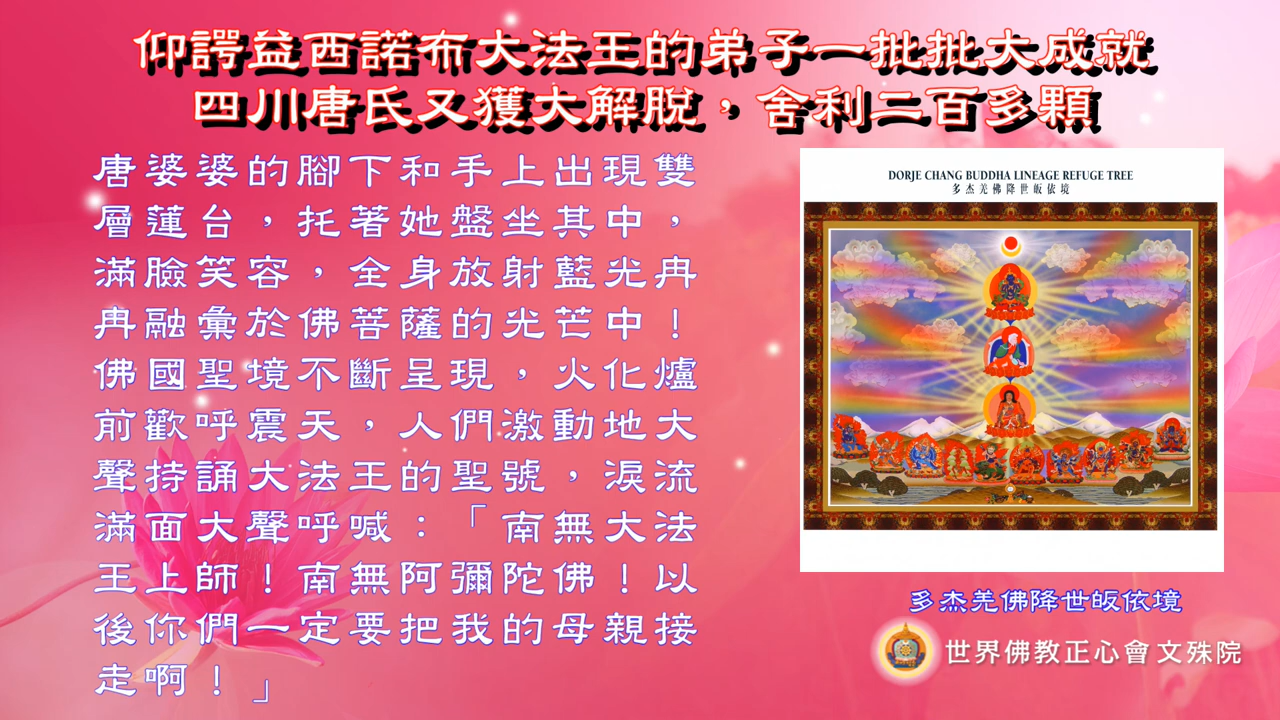 仰諤益西諾布大法王的弟子一批批大成就
四川唐氏又獲大解脫，舍利二百多顆
唐婆婆的腳下和手上出現雙
層蓮台，托著她盤坐其中，
滿臉笑容，全身放射藍光冉
冉融彙於佛菩薩的光芒中！
佛國聖境不斷呈現，火化爐
前歡呼震天，人們激動地大
聲持誦大法王的聖號，淚流
滿面大聲呼喊：「南無大法
王上師！南無阿彌陀佛！以
後你們一定要把我的母親接
走啊！」
DORJE CHANG BUDDHA LINEAGE REFUGE TREE
多杰羌佛降世皈依境
多杰羌佛降世皈依境
世界佛教正心會 文殊院